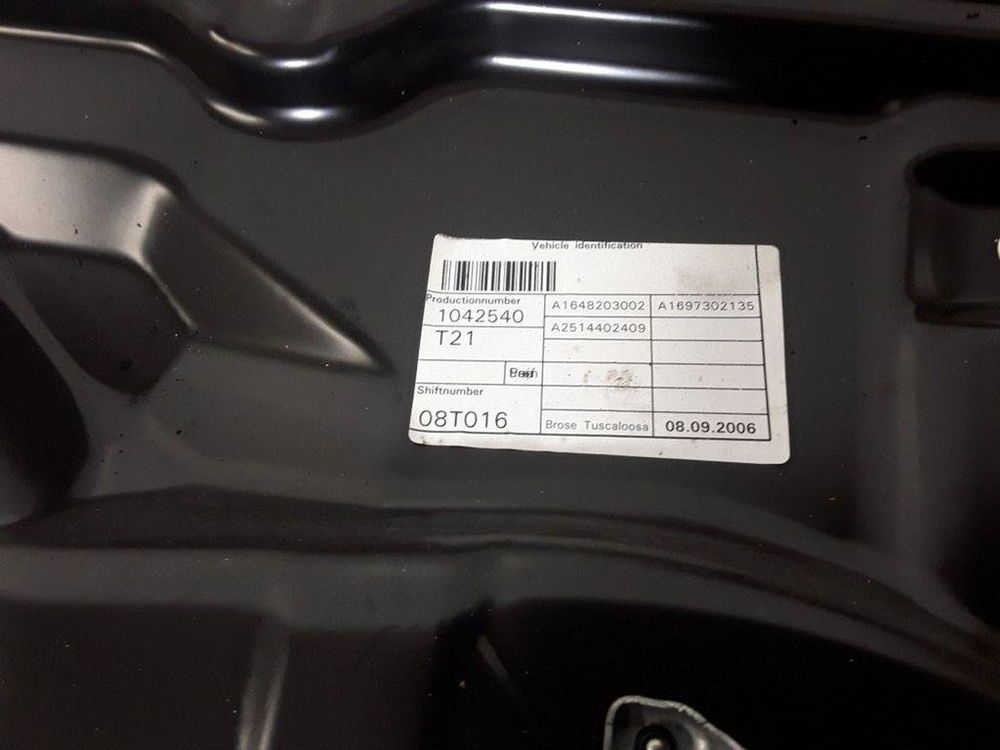 Vehicle identification
Productionnumber
1042540
A1648203002 A1697302135
T21
A2514402409
Shiftnumber
08T016
Brose Tuscaloosa 08.09.2006